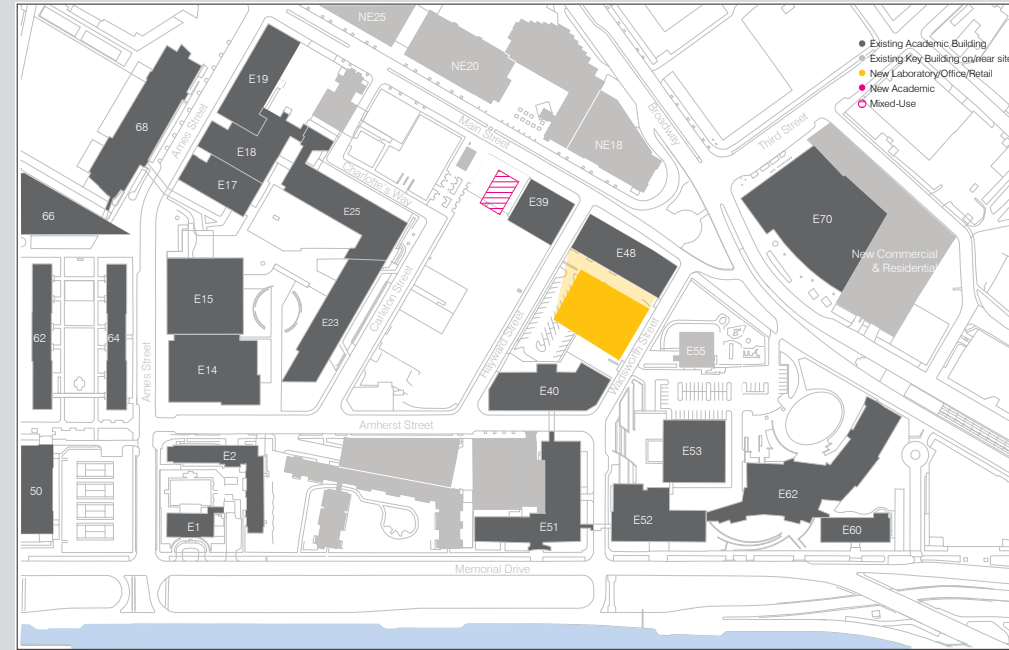 NE25
Existing Academic Building
Existing Key Building on/near site
New Laboratory/Office/Retail
New Academic
Mixed-Use
NE20
E19
68
Ames Street
Main Street
Broadway
Third Street
NE18
E18
E17
Charlotte's Way
E25
E39
66
E70
E48
New Commercial
& Residential
E15
Carleton Street
E23
Hayward Street
Wadsworth Street
62
64
E55
E14
Ames Street
E40
Amherst Street
E53
E2
50
E62
E1
E51
E52
E60
Memorial Drive